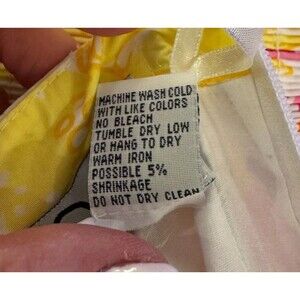 MACHINE WASH COLD
WITH LIKE COLORS
NO BLEACH
TUMBLE DRY LOW
OR HANG TO DRY
WARM IRON
POSSIBLE 5%
SHRINKAGE
DO NOT DRY CLEAN